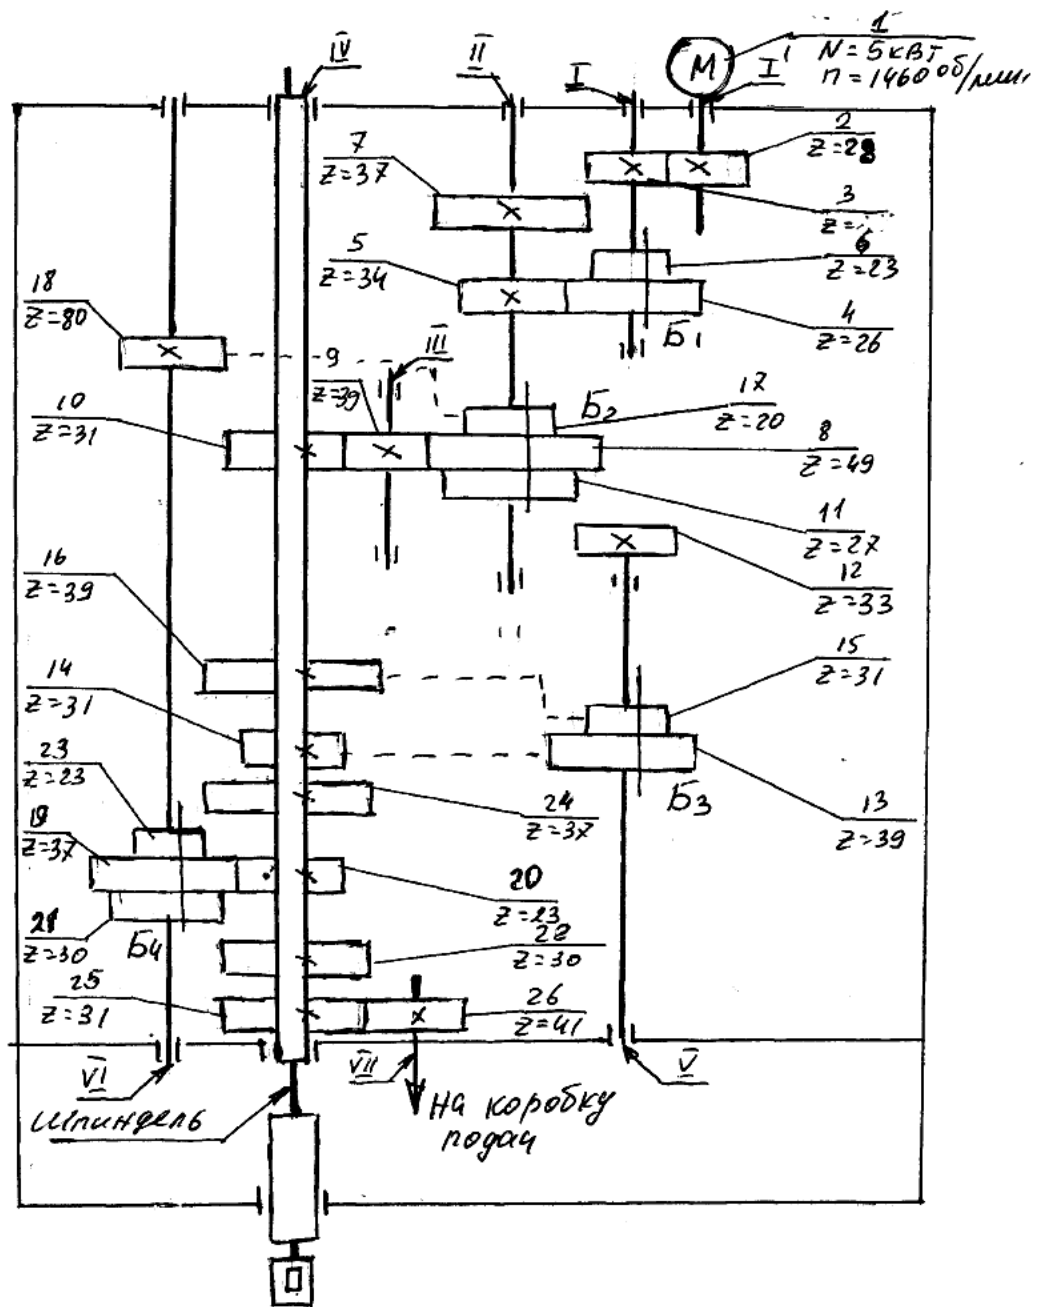 1
N=5кВт
n=1460 об/мин.
IV
II
I
I'
М
2
Z=28
7
Z=37
3
Z=
6
Z=23
5
Z=34
18
Z=80
4
Z=26
Б1
III
9
Z=39
10
Z=31
Б2
17
Z=20
8
Z=49
11
Z=27
12
Z=33
16
Z=39
15
Z=31
14
Z=31
23
Z=23
Б3
13
Z=39
24
Z=37
19
Z=37
20
Z=23
21
Z=30
Б4
22
Z=30
25
Z=31
26
Z=41
VI
VII
V
Шпиндель
На коробку
подач